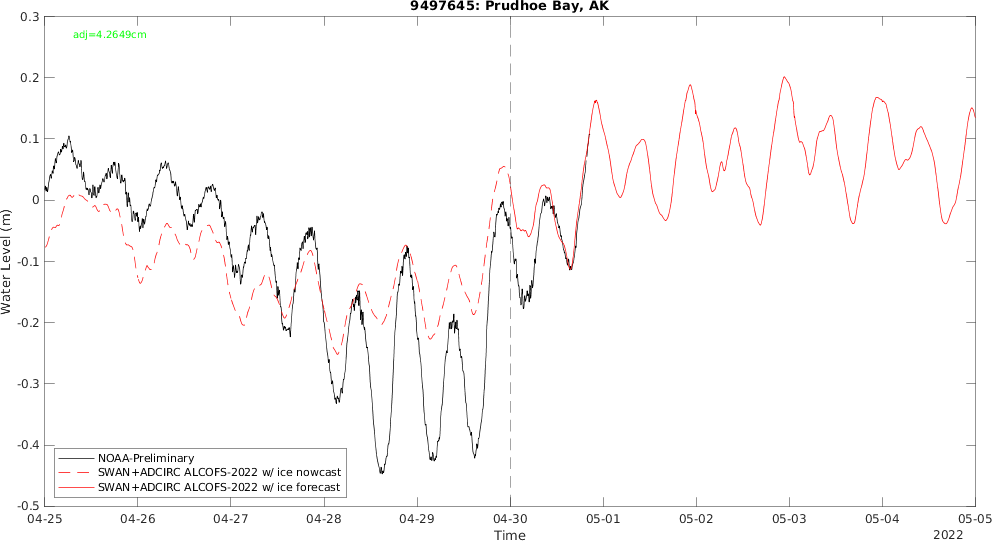 9497645: Prudhoe Bay, AK
adj=4.2649cm
0.3
0.2
0.1
0
-0.1
-0.2
-0.3
-0.4
-0.5
Water Level (m)
NOAA-Preliminary
SWAN+ADCIRC ALCOFS-2022 w/ ice nowcast
SWAN+ADCIRC ALCOFS-2022 w/ ice forecast
04-25 04-26 04-27 04-28 04-29 04-30 05-01 05-02 05-03 05-04 05-05
Time
2022